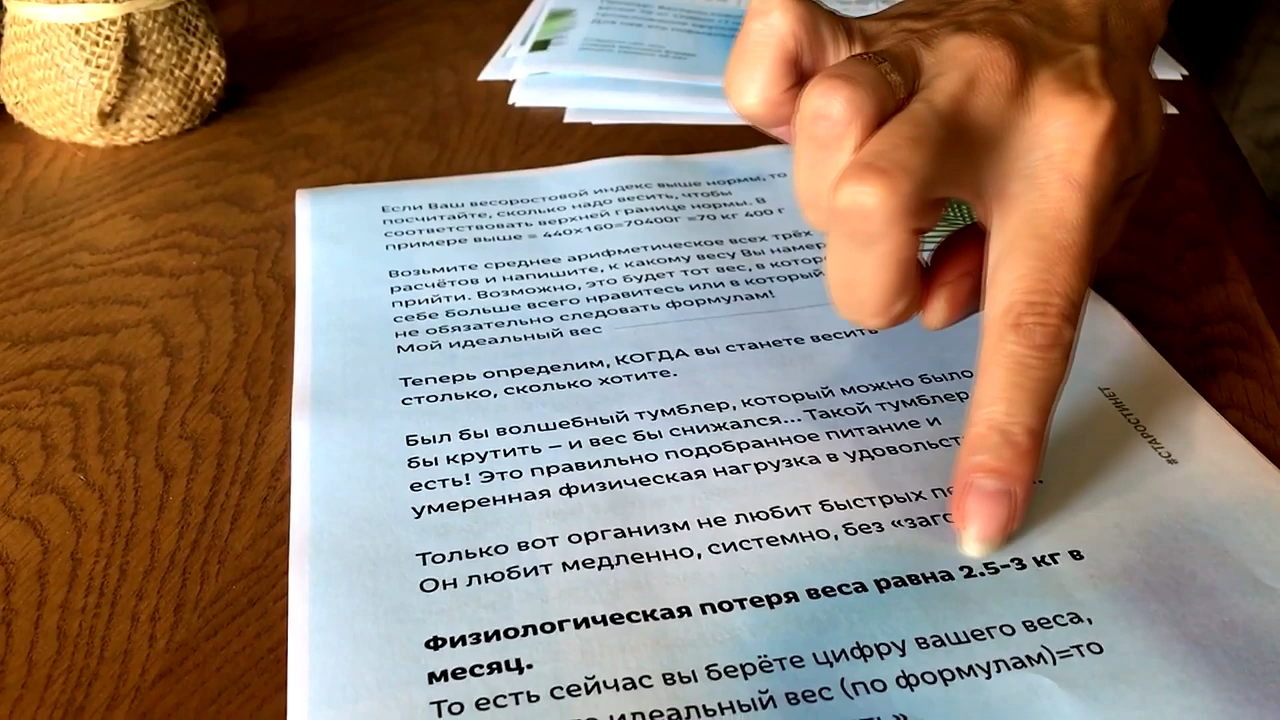 Если Ваш весоростовой индекс выше нормы, то
посчитайте, сколько надо весить, чтобы
соответствовать верхней границе нормы. В
примере выше = 440х160=70400г =70 кг 400 г
Возьмите среднее арифметическое всех трёх
расчётов и напишите, к какому весу Вы
прийти. Возможно, это будет тот вес, в
себе больше всего нравитесь или в который
не обязательно следовать формулам!
Мой идеальный вес
Теперь определим, КОГДА вы станете весить
столько, сколько хотите.
Был бы волшебный тумблер, который можно было
бы крутить – и вес бы снижался... Такой тумблер
есть! Это правильно подобранное питание и
умеренная физическая нагрузка в
Только вот организм не любит быстрых
Он любит медленно, системно, без
Физиологическая потеря веса равна 2.5-3 кг в
месяц.
То есть сейчас вы берёте цифру вашего веса,
идеальный вес (по формулам)=то
#СТАРОСТИНЕТ